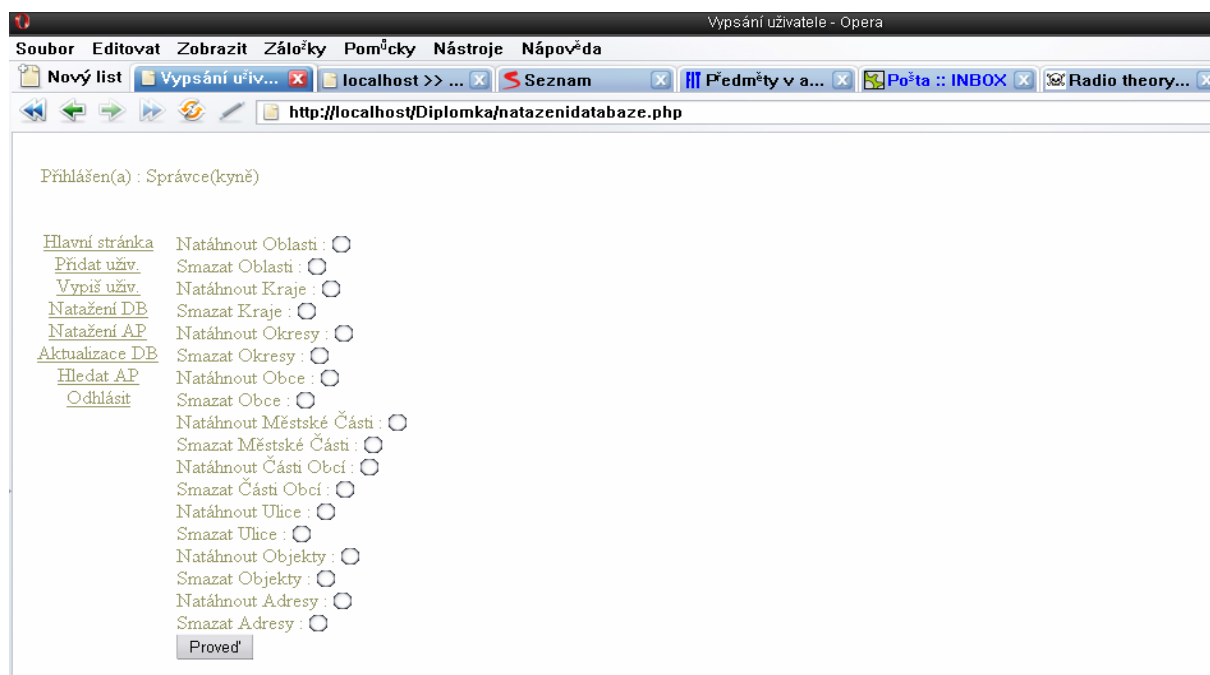 Vypsání uživatele - Opera
Soubor Editovat Zobrazit Záložky Pomůcky Nástroje Nápověda
Nový list Vypsání uživ... localhost >> ... Seznam Předměty v a... Pošta :: INBOX Radio theory...
http://localhost/Diplomka/natazenidatabaze.php
Přihlášen(a) : Správce(kyně)
Hlavní stránka
Přidat uživ.
Vypiš uživ.
Natažení DB
Natažení AP
Aktualizace DB
Hledat AP
Odhlásit
Natáhnout Oblasti :
Smazat Oblasti :
Natáhnout Kraje :
Smazat Kraje :
Natáhnout Okresy :
Smazat Okresy :
Natáhnout Obce :
Smazat Obce :
Natáhnout Městské Části :
Smazat Městské Části :
Natáhnout Části Obcí :
Smazat Části Obcí :
Natáhnout Ulice :
Smazat Ulice :
Natáhnout Objekty :
Smazat Objekty :
Natáhnout Adresy :
Smazat Adresy :
Proveď